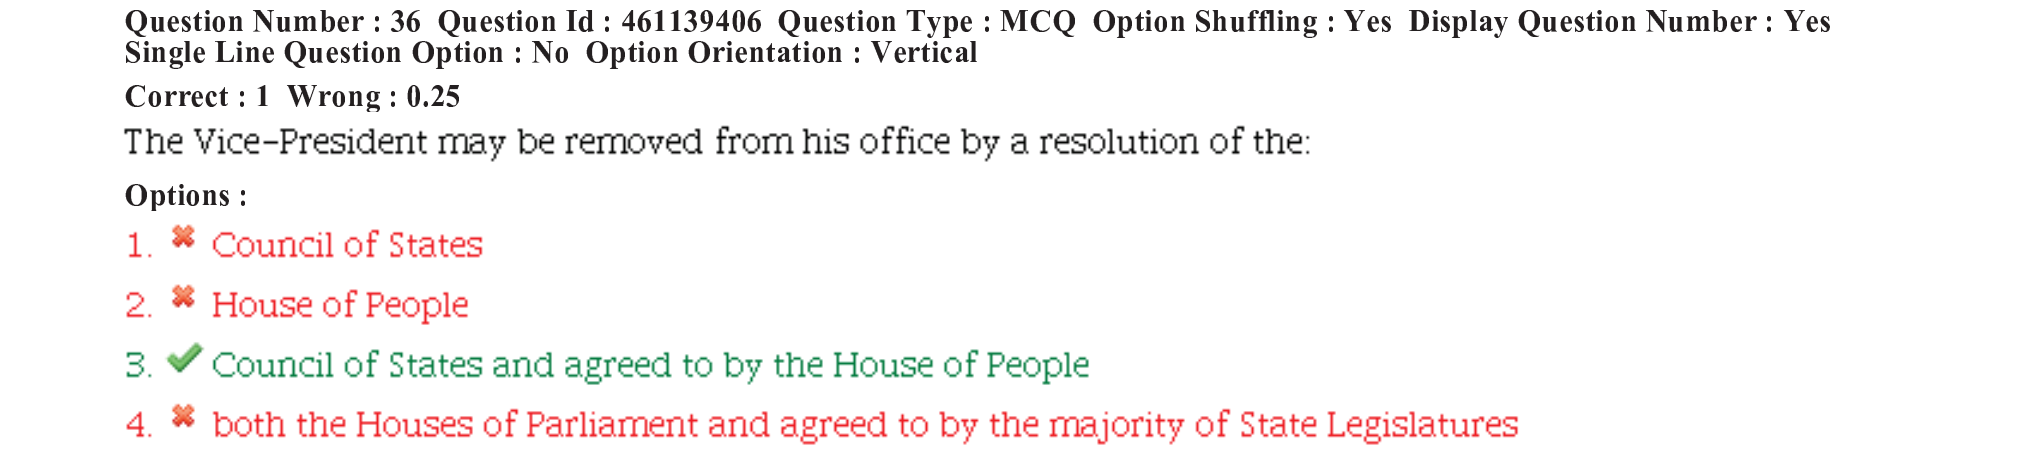 Question Number : 36 Question Id : 461139406 Question Type : MCQ Option Shuffling : Yes Display Question Number : Yes
Single Line Question Option : No Option Orientation : Vertical
Correct : 1 Wrong : 0.25
The Vice-President may be removed from his office by a resolution of the:
Options :
1. ✖ Council of States
2. ✖ House of People
3. ✔ Council of States and agreed to by the House of People
4. ✖ both the Houses of Parliament and agreed to by the majority of State Legislatures